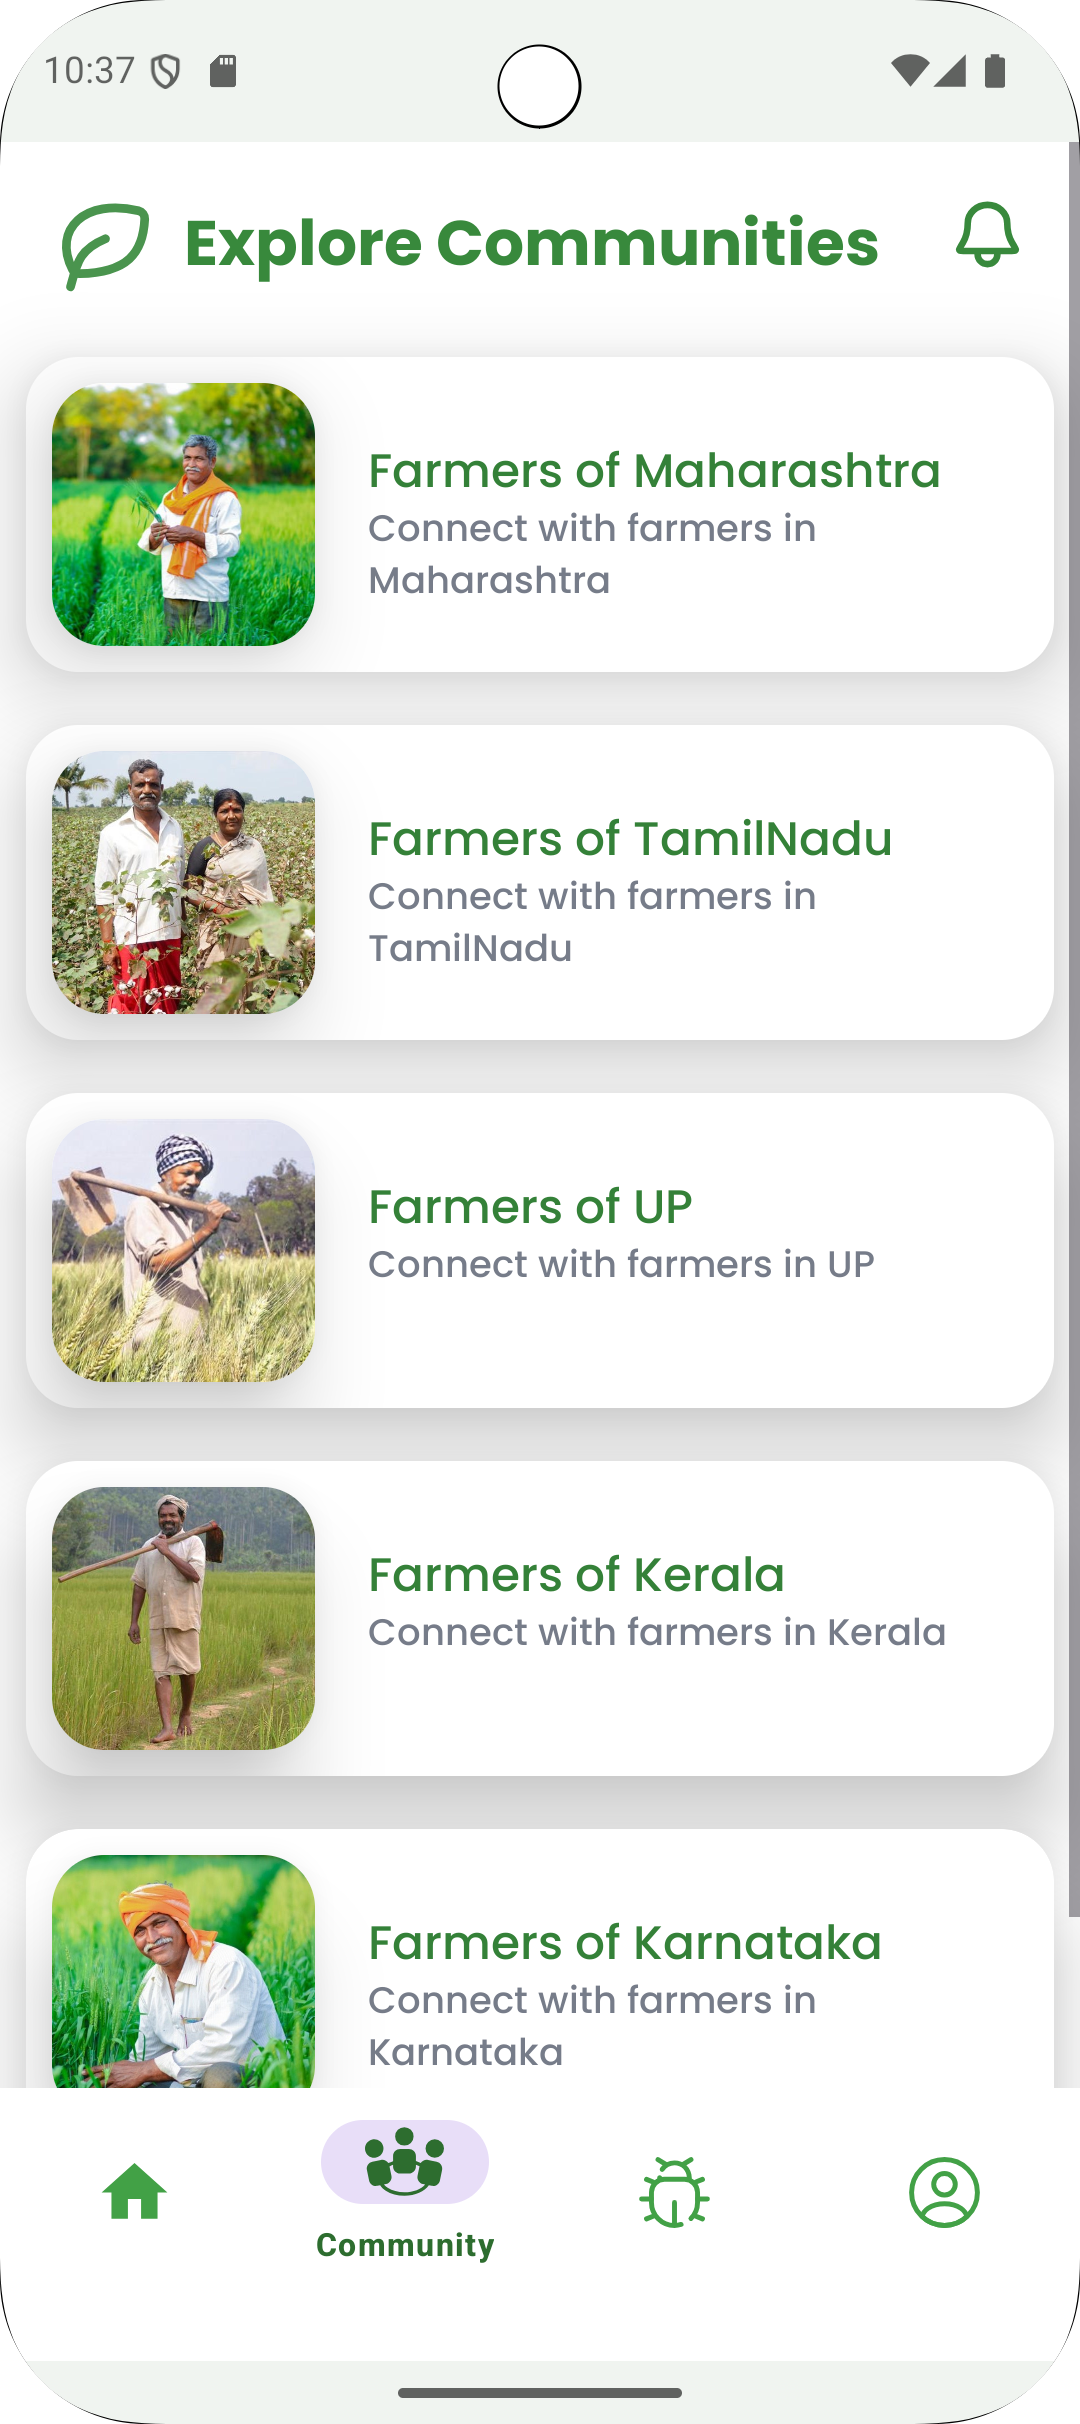 10:37
Explore Communities
Farmers of Maharashtra
Connect with farmers in
Maharashtra
Farmers of TamilNadu
Connect with farmers in
TamilNadu
Farmers of UP
Connect with farmers in UP
Farmers of Kerala
Connect with farmers in Kerala
Farmers of Karnataka
Connect with farmers in
Karnataka
Community